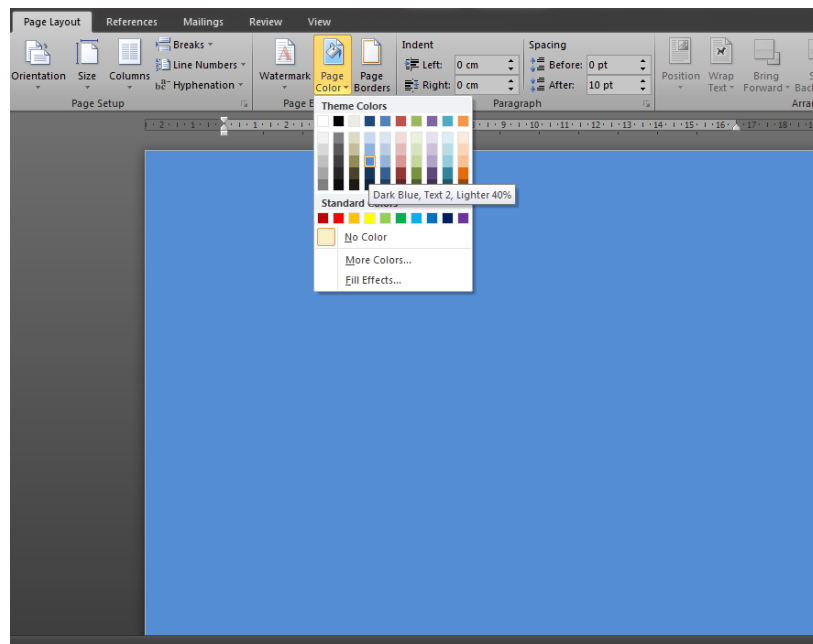 Page Layout References Mailings Review View
Breaks
Line Numbers
Hyphenation
Orientation Size Columns
Page Setup
Watermark Page Color Page Borders
Indent
Left: 0 cm
Right: 0 cm
Spacing
Before: 0 pt
After: 10 pt
Paragraph
Position Wrap Text Bring Forward
Theme Colors
Dark Blue, Text 2, Lighter 40%
Standard
No Color
More Colors...
Fill Effects...